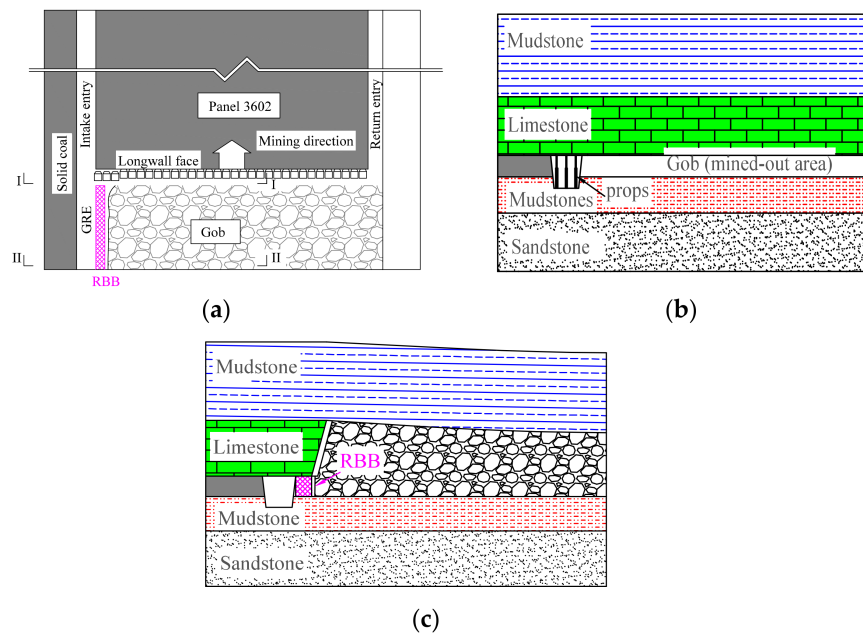 Solid coal
Intake entry
Panel 3602
Mining direction
Longwall face
Return entry
I
I
GRE
Gob
II
II
RBB
(a)
Mudstone
Limestone
Gob (mined-out area)
Mudstones
props
Sandstone
(b)
Mudstone
Limestone
RBB
Mudstone
Sandstone
(c)